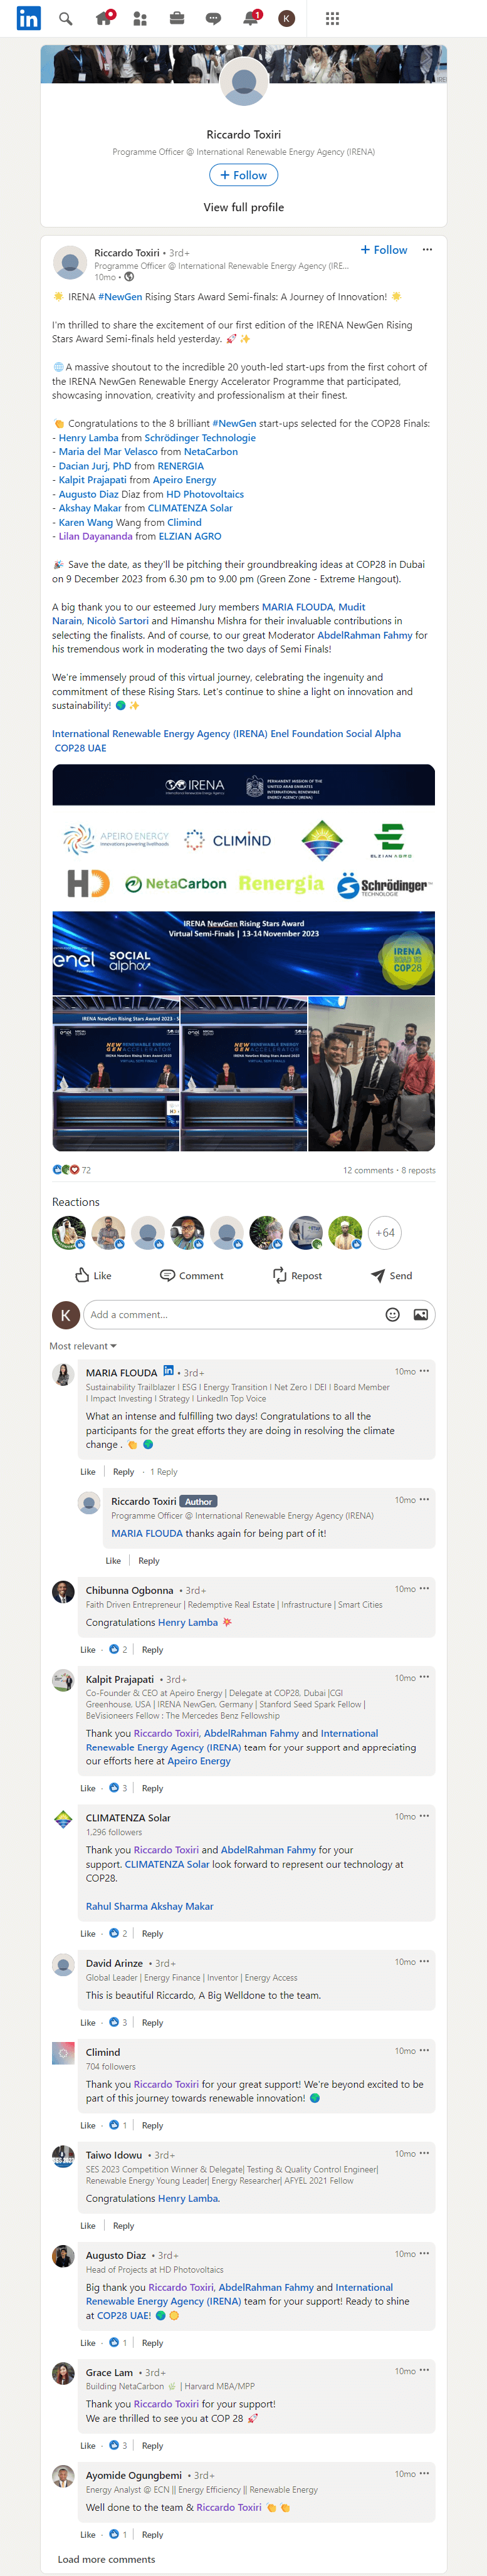 in
1
K
Riccardo Toxiri
Programme Officer @ International Renewable Energy Agency (IRENA)
+ Follow
View full profile
Riccardo Toxiri • 3rd+
+ Follow
Programme Officer @ International Renewable Energy Agency (IRE...
10mo •
🌟 IRENA #NewGen Rising Stars Award Semi-finals: A Journey of Innovation! 🌟
I'm thrilled to share the excitement of our first edition of the IRENA NewGen Rising
Stars Award Semi-finals held yesterday. 🚀 ✨
🌐 A massive shoutout to the incredible 20 youth-led start-ups from the first cohort of
the IRENA NewGen Renewable Energy Accelerator Programme that participated,
showcasing innovation, creativity and professionalism at their finest.
👏 Congratulations to the 8 brilliant #NewGen start-ups selected for the COP28 Finals:
- Henry Lamba from Schrödinger Technologie
- Maria del Mar Velasco from NetaCarbon
- Dacian Jurj, PhD from RENERGIA
- Kalpit Prajapati from Apeiro Energy
- Augusto Diaz Diaz from HD Photovoltaics
- Akshay Makar from CLIMATENZA Solar
- Karen Wang Wang from Climind
- Lilan Dayananda from ELZIAN AGRO
🎉 Save the date, as they'll be pitching their groundbreaking ideas at COP28 in Dubai
on 9 December 2023 from 6.30 pm to 9.00 pm (Green Zone - Extreme Hangout).
A big thank you to our esteemed Jury members MARIA FLOUDA, Mudit
Narain, Nicolò Sartori and Himanshu Mishra for their invaluable contributions in
selecting the finalists. And of course, to our great Moderator AbdelRahman Fahmy for
his tremendous work in moderating the two days of Semi Finals!
We're immensely proud of this virtual journey, celebrating the ingenuity and
commitment of these Rising Stars. Let's continue to shine a light on innovation and
sustainability! 🌍 ✨
International Renewable Energy Agency (IRENA) Enel Foundation Social Alpha
COP28 UAE
IRENA
International Renewable Energy Agency
PERMANENT MISSION OF THE
UNITED ARAB EMIRATES
INTERNATIONAL RENEWABLE
ENERGY AGENCY (IRENA)
APEIRO ENERGY
Innovations powering livelihoods
CLIMIND
ELZIAN AGRO
HD
NetaCarbon
Renergia
Schrödinger
TECHNOLOGIE
IRENA NewGen Rising Stars Award
Virtual Semi-Finals | 13-14 November 2023
enel
SOCIAL
alpha
IRENA
ROAD TO
COP28
IRENA NewGen Rising Stars Award 2023 - S
NEW RENEWABLE ENERGY
GEN ACCELERATOR
IRENA NewGen Rising Stars Award 2023
VIRTUAL SEMI-FINALS
NEW RENEWABLE ENERGY
GEN ACCELERATOR
IRENA NewGen Rising Stars Award 2023
VIRTUAL SEMI-FINALS
72
12 comments • 8 reposts
Reactions
+64
Like
Comment
Repost
Send
K
Add a comment...
Most relevant
MARIA FLOUDA in • 3rd+
10mo
Sustainability Trailblazer I ESG I Energy Transition I Net Zero I DEI I Board Member
I Impact Investing I Strategy I LinkedIn Top Voice
What an intense and fulfilling two days! Congratulations to all the
participants for the great efforts they are doing in resolving the climate
change . 👏 🌍
Like | Reply · 1 Reply
Riccardo Toxiri Author
10mo
Programme Officer @ International Renewable Energy Agency (IRENA)
MARIA FLOUDA thanks again for being part of it!
Like | Reply
Chibunna Ogbonna • 3rd+
10mo
Faith Driven Entrepreneur | Redemptive Real Estate | Infrastructure | Smart Cities
Congratulations Henry Lamba 💥
Like · 2 | Reply
Kalpit Prajapati • 3rd+
10mo
Co-Founder & CEO at Apeiro Energy | Delegate at COP28, Dubai |CGI
Greenhouse, USA | IRENA NewGen, Germany | Stanford Seed Spark Fellow |
BeVisioneers Fellow : The Mercedes Benz Fellowship
Thank you Riccardo Toxiri, AbdelRahman Fahmy and International
Renewable Energy Agency (IRENA) team for your support and appreciating
our efforts here at Apeiro Energy
Like · 3 | Reply
CLIMATENZA Solar
10mo
1,296 followers
Thank you Riccardo Toxiri and AbdelRahman Fahmy for your
support. CLIMATENZA Solar look forward to represent our technology at
COP28.
Rahul Sharma Akshay Makar
Like · 2 | Reply
David Arinze • 3rd+
10mo
Global Leader | Energy Finance | Inventor | Energy Access
This is beautiful Riccardo, A Big Welldone to the team.
Like · 3 | Reply
Climind
10mo
704 followers
Thank you Riccardo Toxiri for your great support! We're beyond excited to be
part of this journey towards renewable innovation! 🌍
Like · 1 | Reply
Taiwo Idowu • 3rd+
10mo
SES 2023 Competition Winner & Delegate| Testing & Quality Control Engineer|
Renewable Energy Young Leader| Energy Researcher| AFYEL 2021 Fellow
Congratulations Henry Lamba.
Like | Reply
Augusto Diaz • 3rd+
10mo
Head of Projects at HD Photovoltaics
Big thank you Riccardo Toxiri, AbdelRahman Fahmy and International
Renewable Energy Agency (IRENA) team for your support! Ready to shine
at COP28 UAE! 🌍 🌞
Like · 1 | Reply
Grace Lam • 3rd+
10mo
Building NetaCarbon 🌿 | Harvard MBA/MPP
Thank you Riccardo Toxiri for your support!
We are thrilled to see you at COP 28 🚀
Like · 3 | Reply
Ayomide Ogungbemi • 3rd+
10mo
Energy Analyst @ ECN || Energy Efficiency || Renewable Energy
Well done to the team & Riccardo Toxiri 👏 👏
Like · 1 | Reply
Load more comments